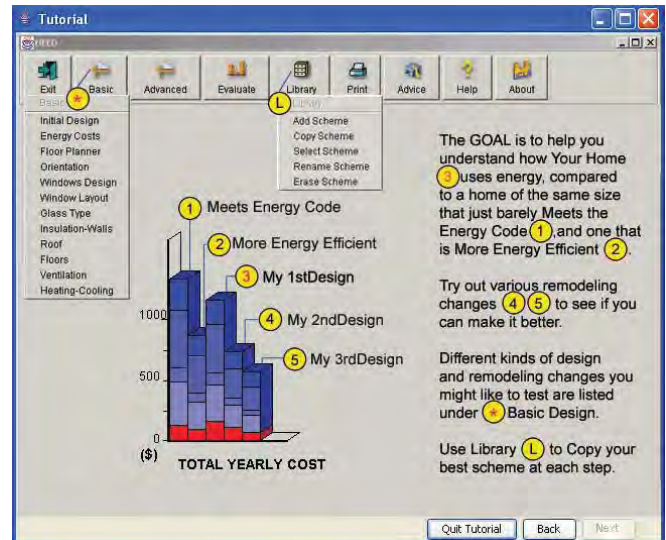 Tutorial
HEED
Exit Basic Advanced Evaluate Library Print Advice Help About
Basic
*
Initial Design
Energy Costs
Floor Planner
Orientation
Windows Design
Window Layout
Glass Type
Insulation-Walls
Roof
Floors
Ventilation
Heating-Cooling
L
Library
Add Scheme
Copy Scheme
Select Scheme
Rename Scheme
Erase Scheme
1 Meets Energy Code
2 More Energy Efficient
3 My 1stDesign
4 My 2ndDesign
5 My 3rdDesign
1000
500
0
($)
TOTAL YEARLY COST
The GOAL is to help you
understand how Your Home
3 uses energy, compared
to a home of the same size
that just barely Meets the
Energy Code 1 ,and one that
is More Energy Efficient 2 .
Try out various remodeling
changes 4 5 to see if you
can make it better.
Different kinds of design
and remodeling changes you
might like to test are listed
under * Basic Design.
Use Library L to Copy your
best scheme at each step.
Quit Tutorial Back Next